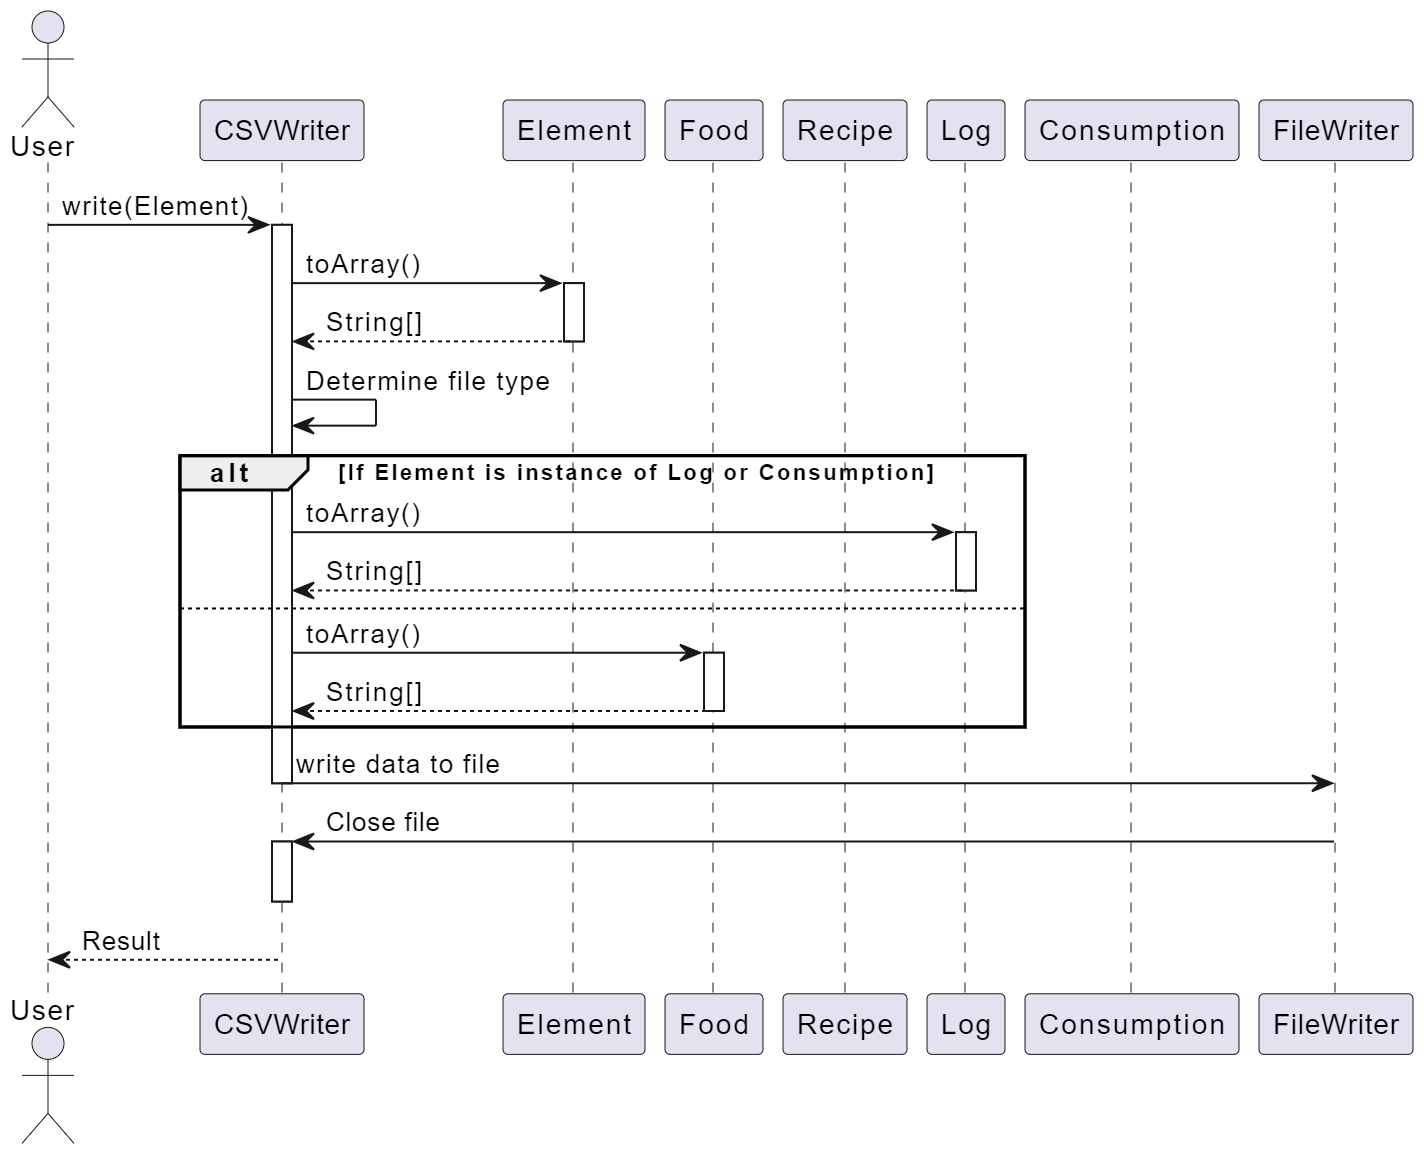 User
CSVWriter
Element
Food
Recipe
Log
Consumption
FileWriter
write(Element)
toArray()
String[]
Determine file type
alt
[If Element is instance of Log or Consumption]
toArray()
String[]
toArray()
String[]
write data to file
Close file
Result
User
CSVWriter
Element
Food
Recipe
Log
Consumption
FileWriter